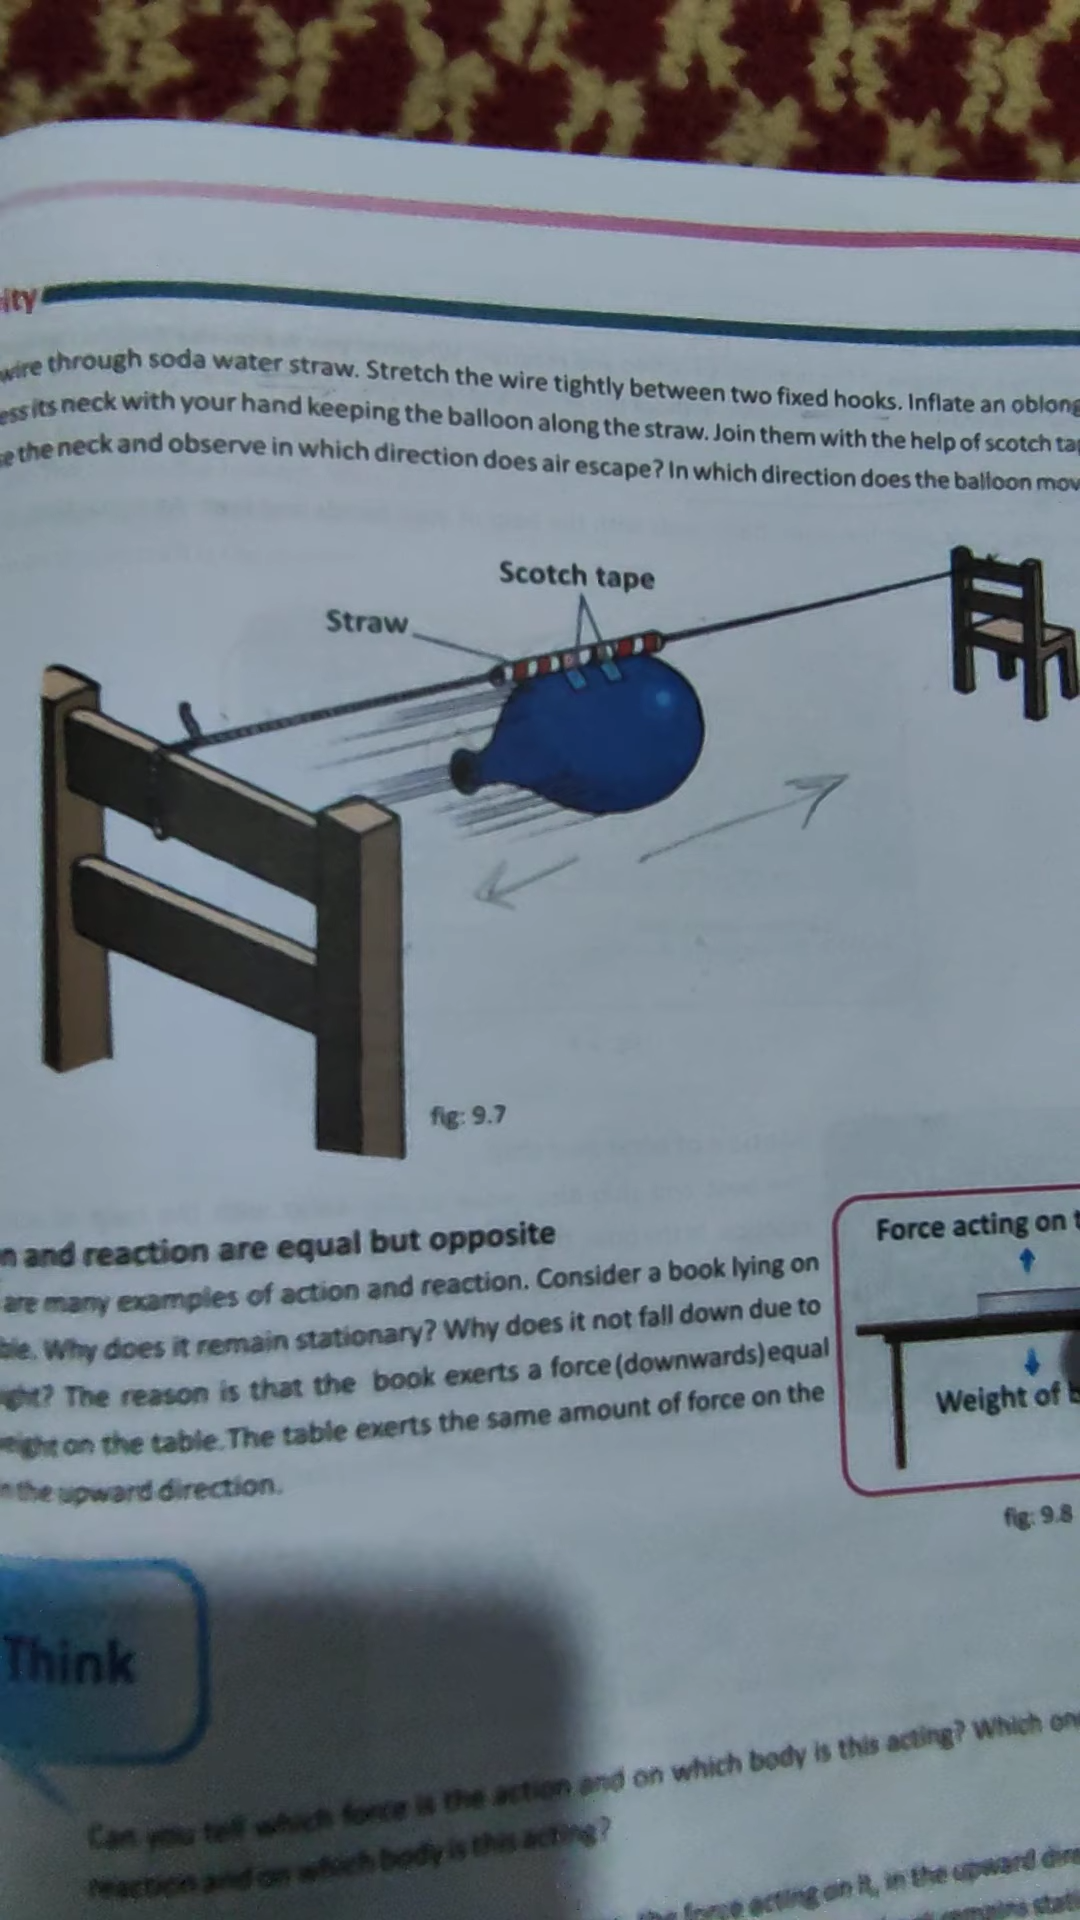 ity
wire through soda water straw. Stretch the wire tightly between two fixed hooks. Inflate an oblong
ess its neck with your hand keeping the balloon along the straw. Join them with the help of scotch ta
e the neck and observe in which direction does air escape? In which direction does the balloon mov
Scotch tape
Straw
fig: 9.7
n and reaction are equal but opposite
are many examples of action and reaction. Consider a book lying on
ble. Why does it remain stationary? Why does it not fall down due to
ight? The reason is that the book exerts a force (downwards) equal
eight on the table. The table exerts the same amount of force on the
n the upward direction.
Force acting on t
Weight of b
fig: 9.8
Think
Can you tell which force is the action and on which body is this acting? Which on
reaction and on which body is this acting?
the force acting on it, in the upward dire
remains stati